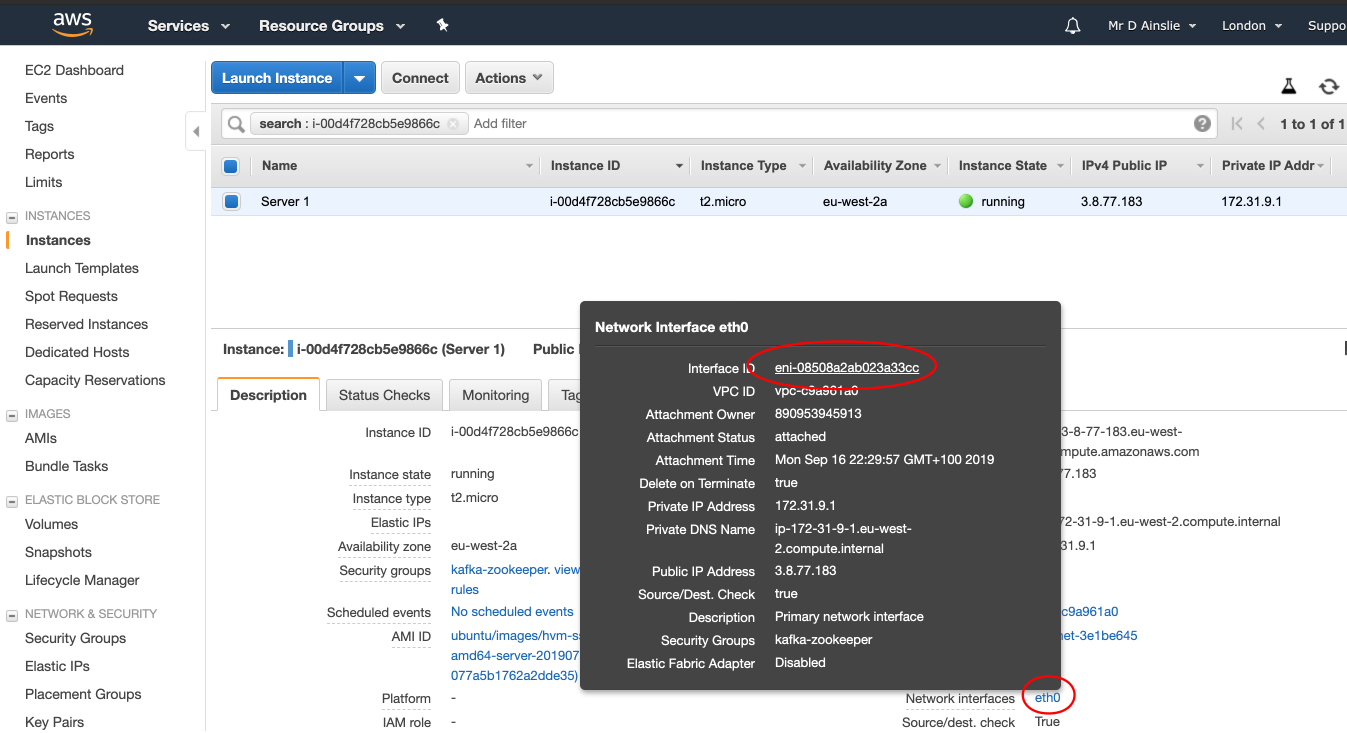 aws
Services
Resource Groups
Mr D Ainslie
London
Suppo
EC2 Dashboard
Events
Tags
Reports
Limits
INSTANCES
Instances
Launch Templates
Spot Requests
Reserved Instances
Dedicated Hosts
Capacity Reservations
IMAGES
AMIs
Bundle Tasks
ELASTIC BLOCK STORE
Volumes
Snapshots
Lifecycle Manager
NETWORK & SECURITY
Security Groups
Elastic IPs
Placement Groups
Key Pairs
Launch Instance
Connect
Actions
search : i-00d4f728cb5e9866c
Add filter
1 to 1 of 1
Name Instance ID Instance Type Availability Zone Instance State IPv4 Public IP Private IP Addr
Server 1 i-00d4f728cb5e9866c t2.micro eu-west-2a running 3.8.77.183 172.31.9.1
Instance: i-00d4f728cb5e9866c (Server 1) Public
Description
Status Checks
Monitoring
Tag
Instance ID i-00d4f728cb5e9866c
Instance state running
Instance type t2.micro
Elastic IPs
Availability zone eu-west-2a
Security groups kafka-zookeeper. view
rules
Scheduled events No scheduled events
AMI ID ubuntu/images/hvm-s
amd64-server-201907
077a5b1762a2dde35)
Platform -
IAM role -
Network Interface eth0
Interface ID eni-08508a2ab023a33cc
VPC ID vpc-c9a961a0
Attachment Owner 890953945913
Attachment Status attached
Attachment Time Mon Sep 16 22:29:57 GMT+100 2019
Delete on Terminate true
Private IP Address 172.31.9.1
Private DNS Name ip-172-31-9-1.eu-west-
2.compute.internal
Public IP Address 3.8.77.183
Source/Dest. Check true
Description Primary network interface
Security Groups kafka-zookeeper
Elastic Fabric Adapter Disabled
3-8-77-183.eu-west-
mpute.amazonaws.com
77.183
72-31-9-1.eu-west-2.compute.internal
31.9.1
c9a961a0
net-3e1be645
Network interfaces eth0
Source/dest. check True